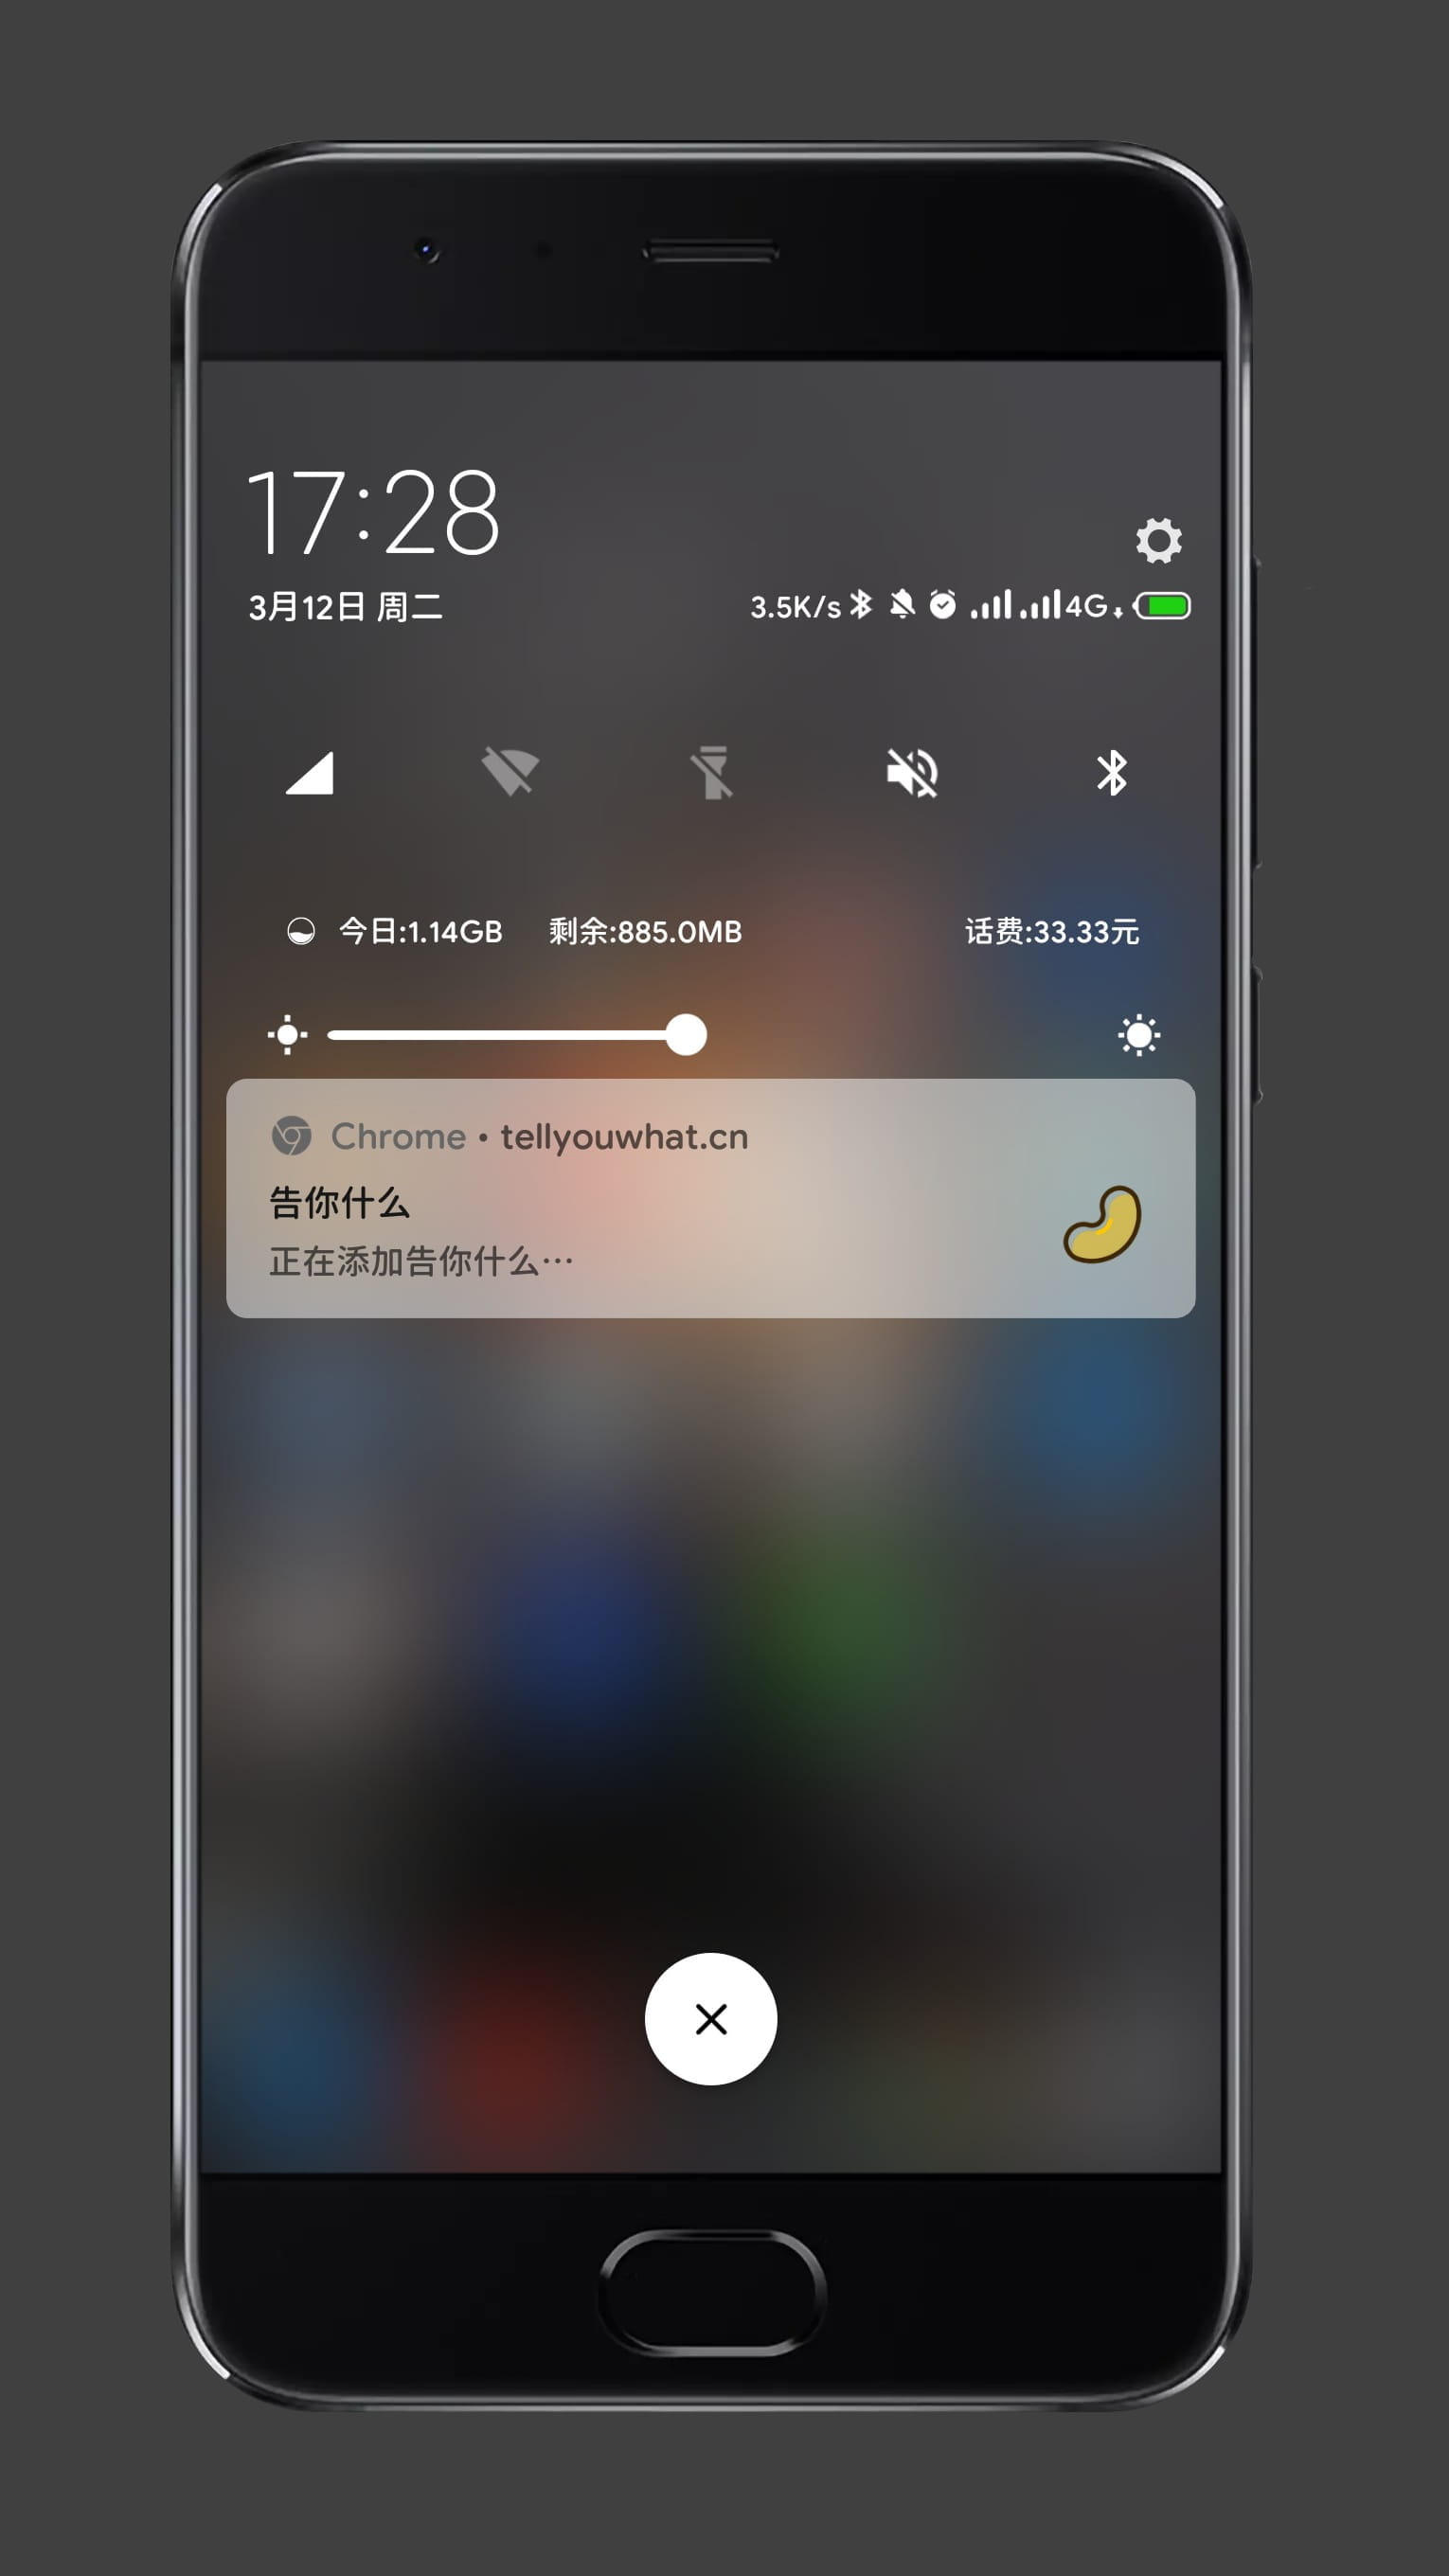 17:28
3月12日 周二
3.5K/s 4G
今日:1.14GB 剩余:885.0MB 话费:33.33元
Chrome • tellyouwhat.cn
告你什么
正在添加告你什么…